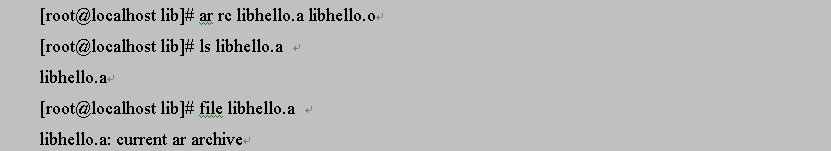 [root@localhost lib]# ar rc libhello.a libhello.o
[root@localhost lib]# ls libhello.a
libhello.a
[root@localhost lib]# file libhello.a
libhello.a: current ar archive